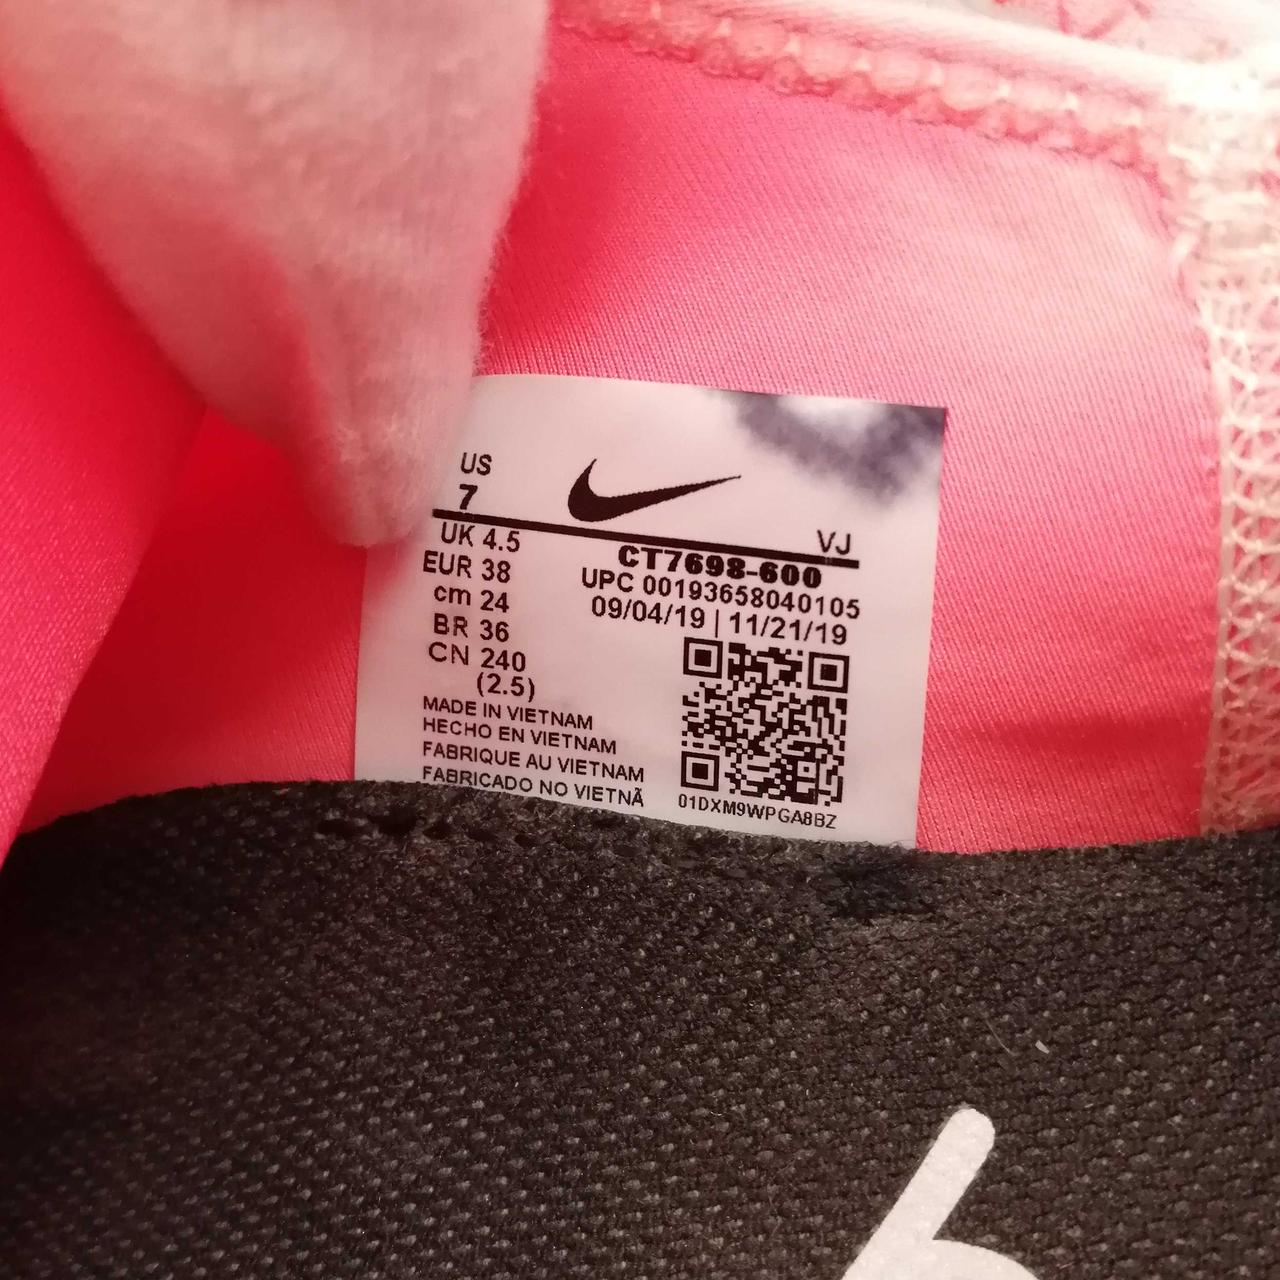 US
7
VJ
UK 4.5
EUR 38
cm 24
BR 36
CN 240
(2.5)
CT7698-600
UPC 00193658040105
09/04/19 | 11/21/19
MADE IN VIETNAM
HECHO EN VIETNAM
FABRIQUE AU VIETNAM
FABRICADO NO VIETNÃ
01DXM9WPGA8BZ